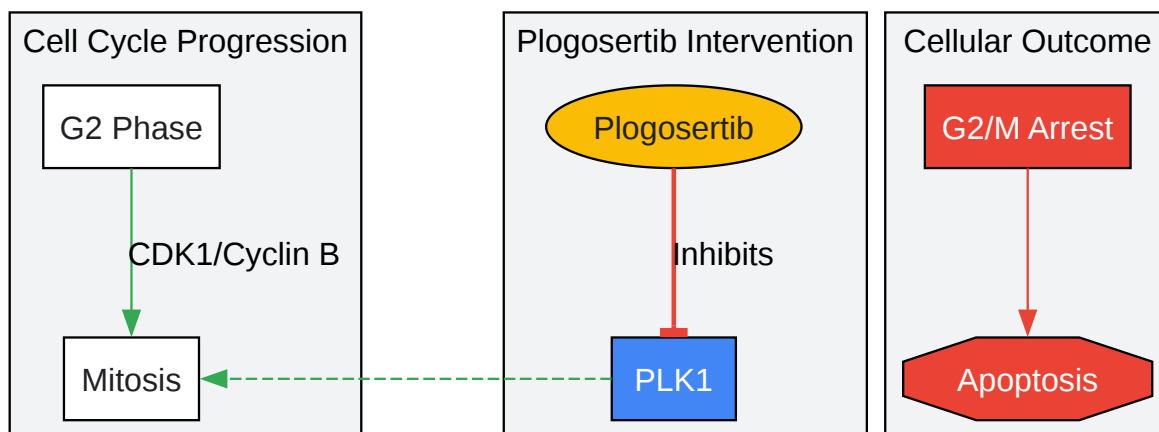 Cell Cycle Progression
G2 Phase
CDK1/Cyclin B
Mitosis
Plogosertib Intervention
Plogosertib
Inhibits
PLK1
Cellular Outcome
G2/M Arrest
Apoptosis